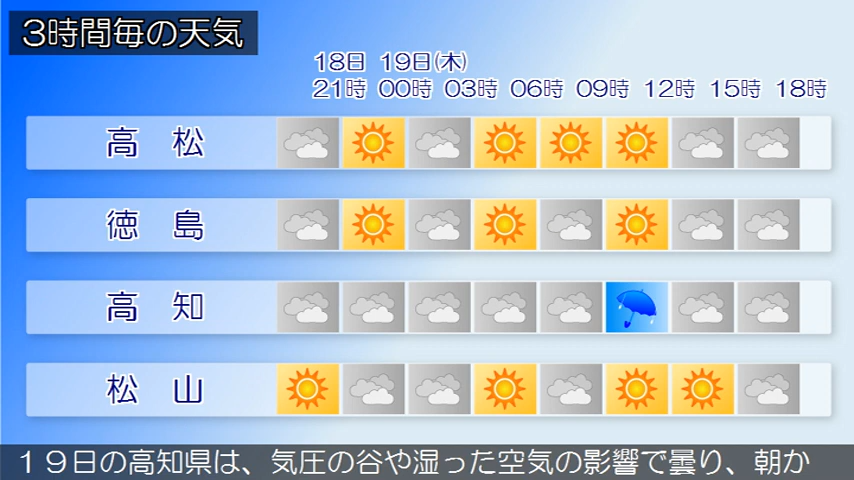 3時間毎の天気
18日 19日(木)
21時 00時 03時 06時 09時 12時 15時 18時
高 松
徳 島
高 知
松 山
19日の高知県は、気圧の谷や湿った空気の影響で曇り、朝か